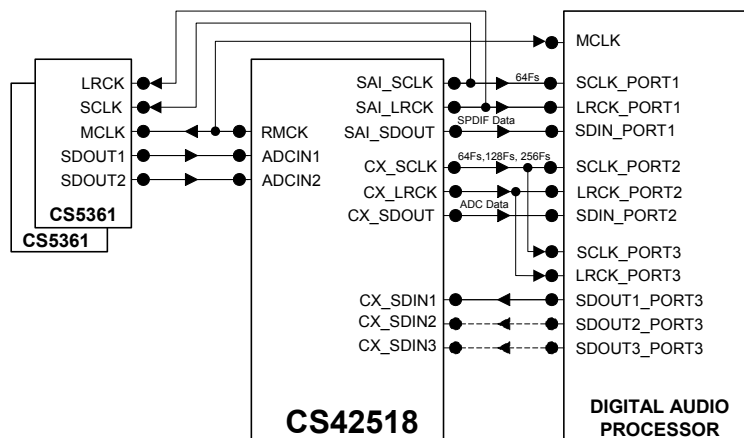 MCLK
LRCK
SCLK
MCLK
SDOUT1
SDOUT2
CS5361
CS5361
RMCK
ADCIN1
ADCIN2
SAI_SCLK
SAI_LRCK
SAI_SDOUT
CX_SCLK
CX_LRCK
CX_SDOUT
CX_SDIN1
CX_SDIN2
CX_SDIN3
CS42518
64Fs
SPDIF Data
64Fs,128Fs, 256Fs
ADC Data
SCLK_PORT1
LRCK_PORT1
SDIN_PORT1
SCLK_PORT2
LRCK_PORT2
SDIN_PORT2
SCLK_PORT3
LRCK_PORT3
SDOUT1_PORT3
SDOUT2_PORT3
SDOUT3_PORT3
DIGITAL AUDIO
PROCESSOR